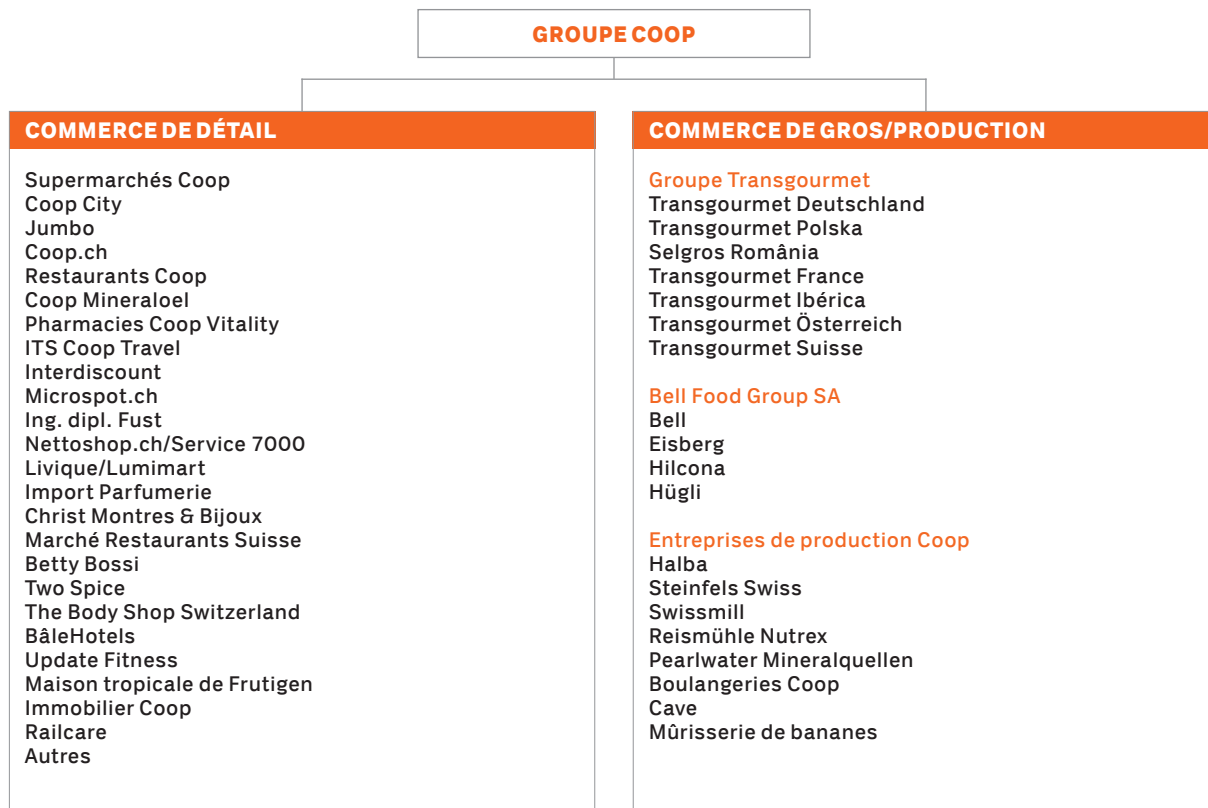 GROUPE COOP
COMMERCE DE DÉTAIL
Supermarchés Coop
Coop City
Jumbo
Coop.ch
Restaurants Coop
Coop Mineraloel
Pharmacies Coop Vitality
ITS Coop Travel
Interdiscount
Microspot.ch
Ing. dipl. Fust
Nettoshop.ch/Service 7000
Livique/Lumimart
Import Parfumerie
Christ Montres & Bijoux
Marché Restaurants Suisse
Betty Bossi
Two Spice
The Body Shop Switzerland
BâleHotels
Update Fitness
Maison tropicale de Frutigen
Immobilier Coop
Railcare
Autres
COMMERCE DE GROS/PRODUCTION
Groupe Transgourmet
Transgourmet Deutschland
Transgourmet Polska
Selgros România
Transgourmet France
Transgourmet Ibérica
Transgourmet Österreich
Transgourmet Suisse
Bell Food Group SA
Bell
Eisberg
Hilcona
Hügli
Entreprises de production Coop
Halba
Steinfels Swiss
Swissmill
Reismühle Nutrex
Pearlwater Mineralquellen
Boulangeries Coop
Cave
Mûrisserie de bananes